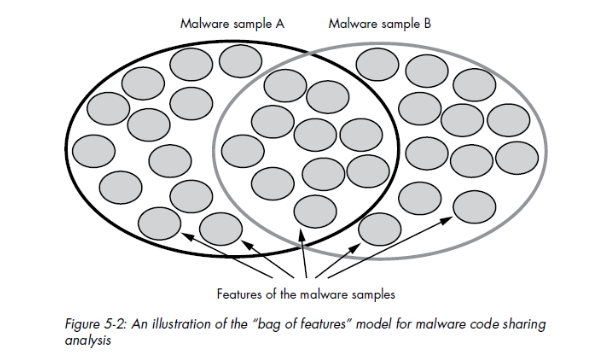 Malware sample A Malware sample B
Features of the malware samples
Figure 5-2: An illustration of the “bag of features” model for malware code sharing
analysis